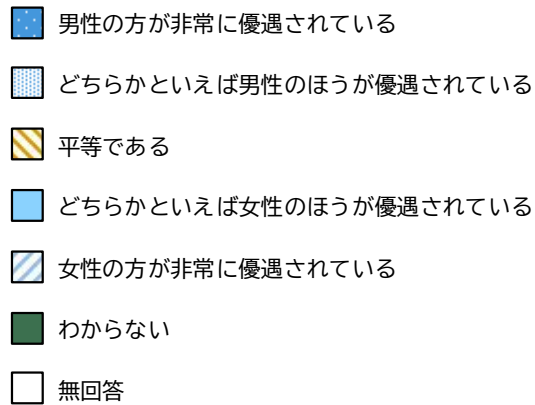 男性の方が非常に優遇されている
どちらかといえば男性のほうが優遇されている
平等である
どちらかといえば女性のほうが優遇されている
女性の方が非常に優遇されている
わからない
無回答